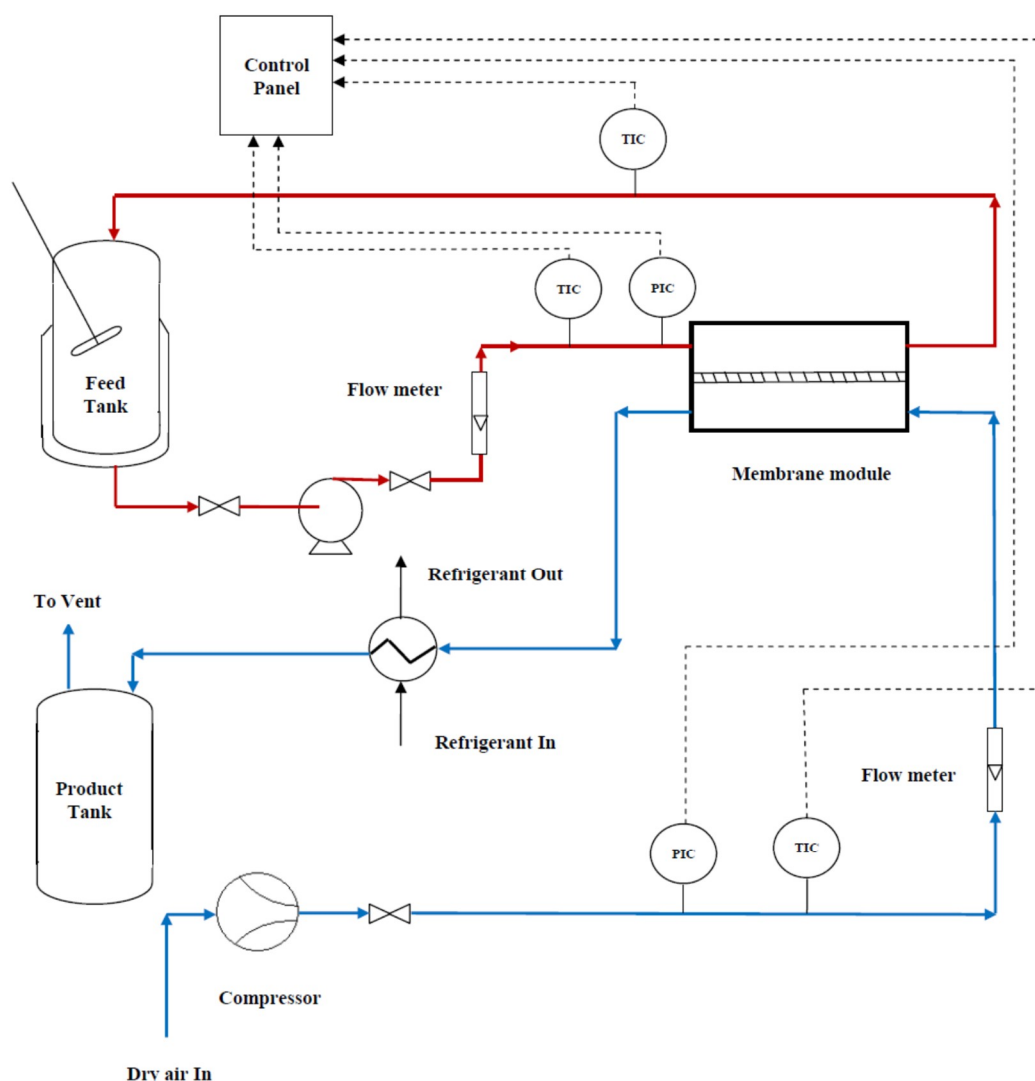 Control
Panel
TIC
TIC
PIC
Feed
Tank
Flow meter
Membrane module
Refrigerant Out
To Vent
Refrigerant In
Product
Tank
Flow meter
PIC
TIC
Compressor
Dry air In